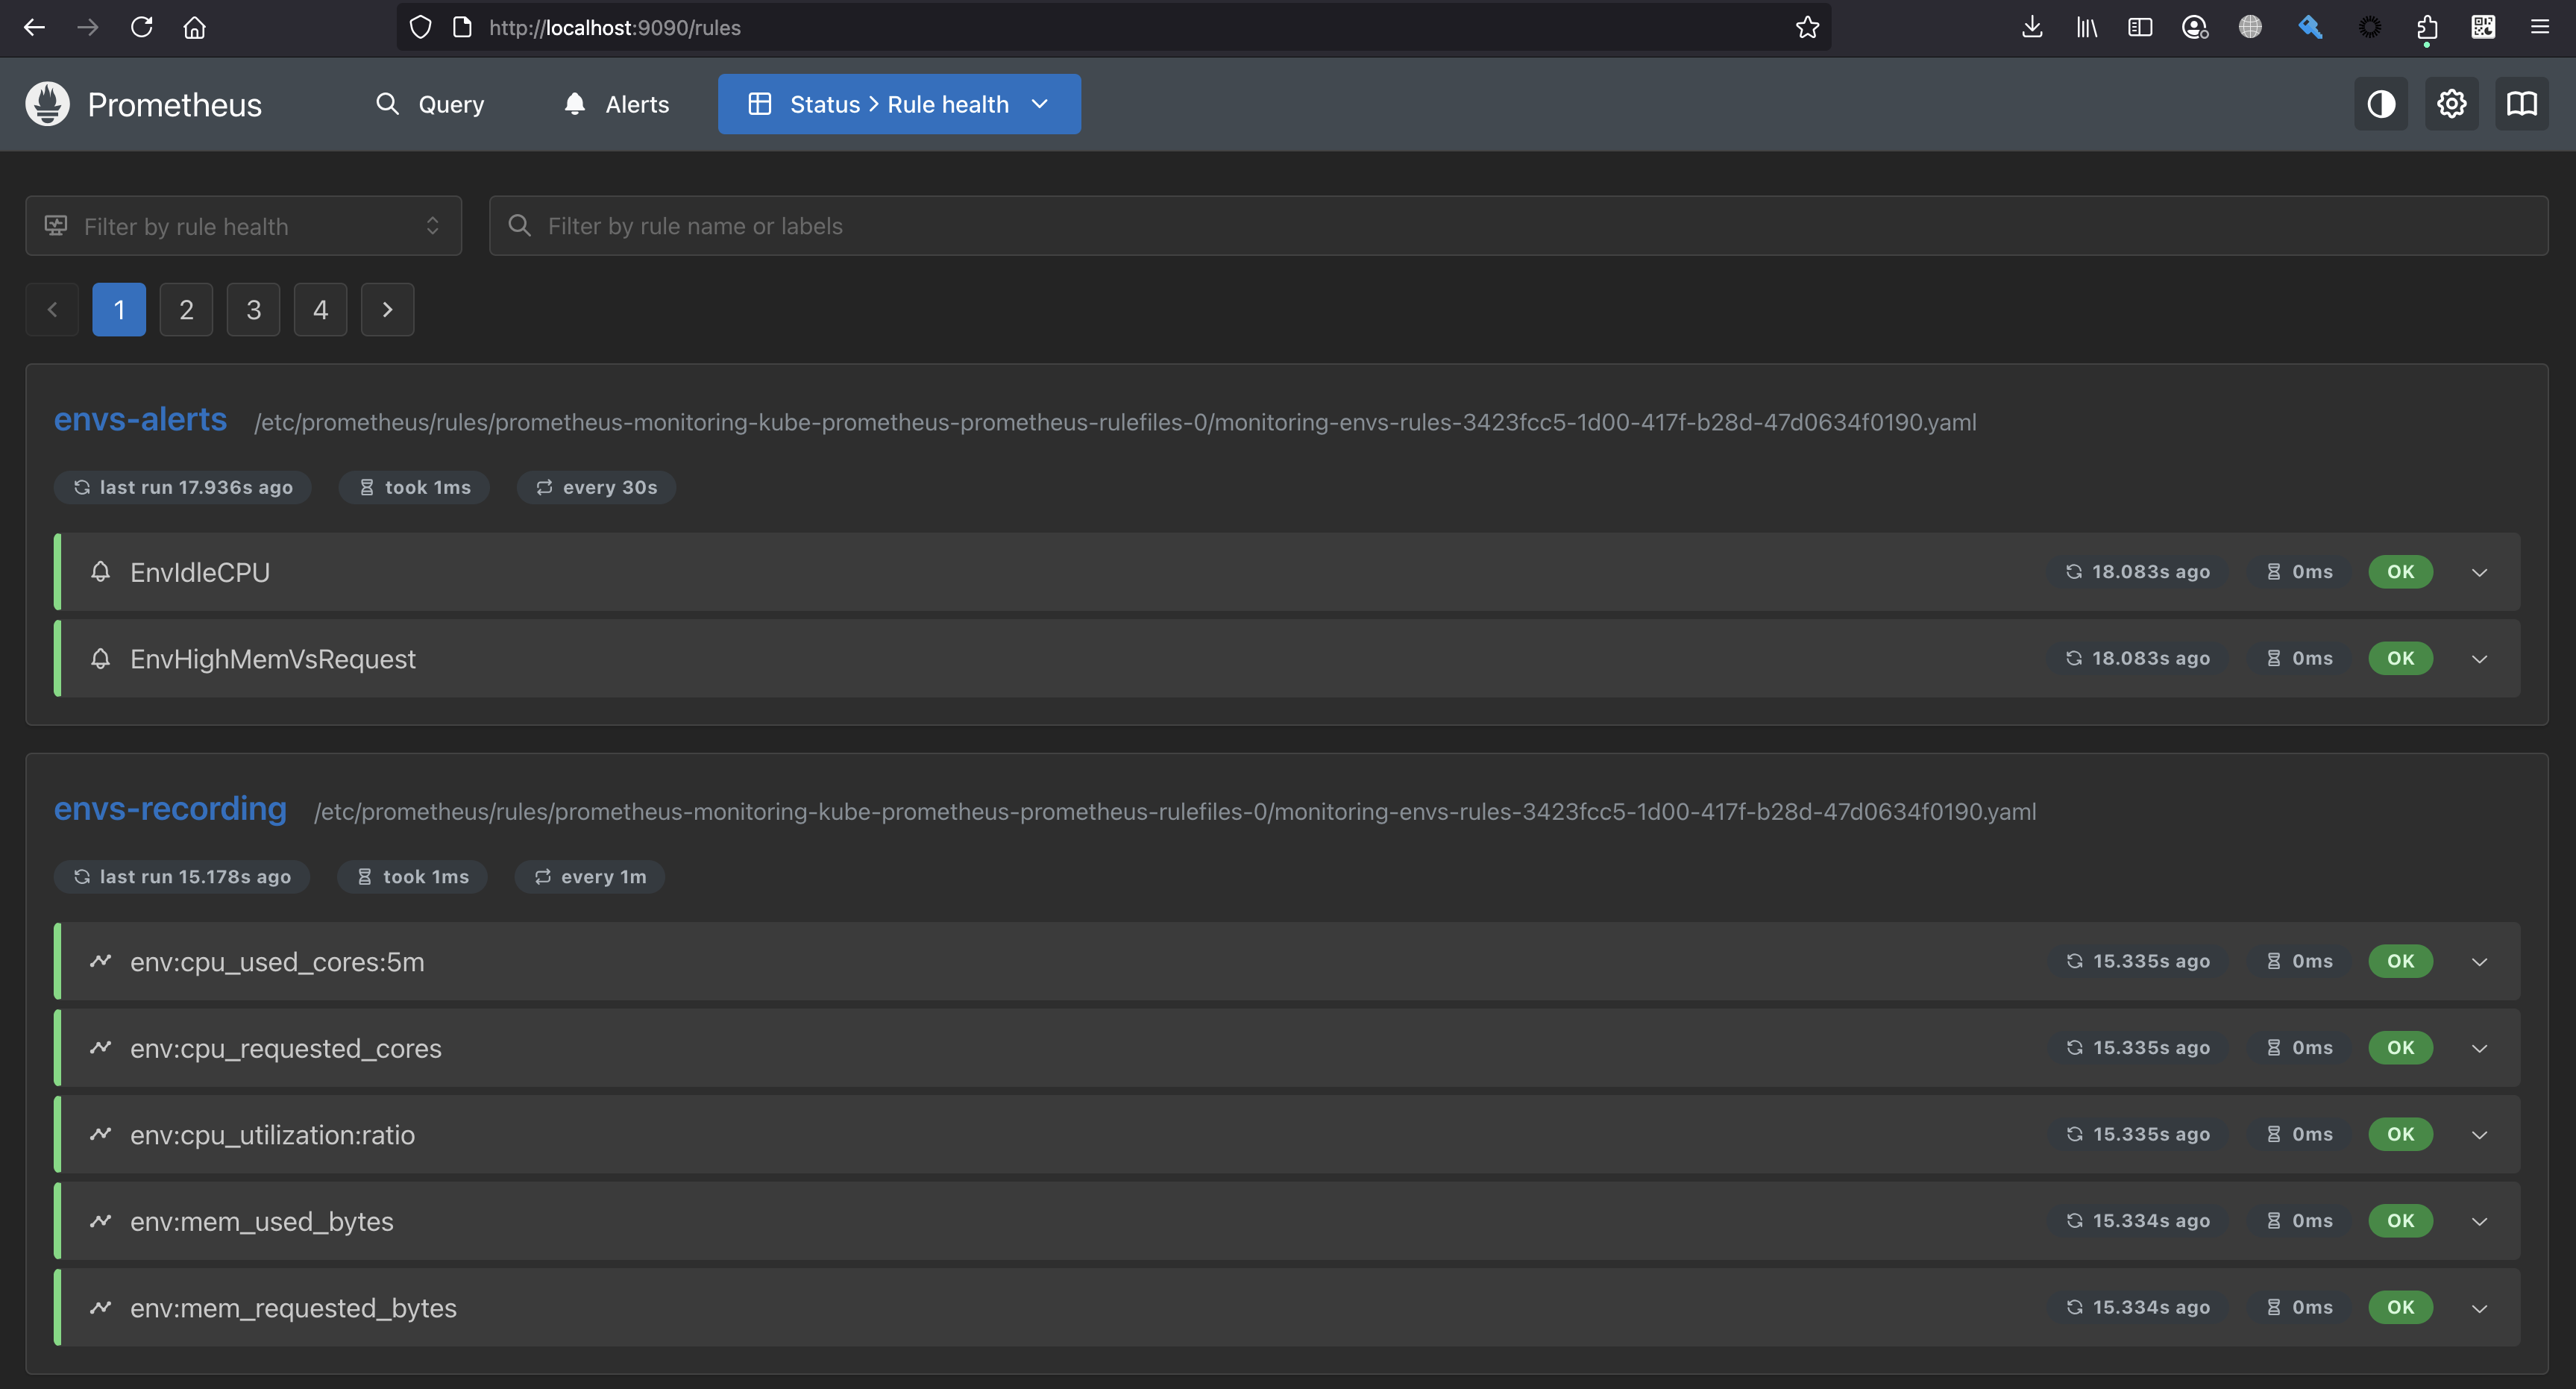 http://localhost:9090/rules
Prometheus
Query
Alerts
Status > Rule health
Filter by rule health
Filter by rule name or labels
1
2
3
4
envs-alerts /etc/prometheus/rules/prometheus-monitoring-kube-prometheus-prometheus-rulefiles-0/monitoring-envs-rules-3423fcc5-1d00-417f-b28d-47d0634f0190.yaml
last run 17.936s ago took 1ms every 30s
EnvIdleCPU 18.083s ago 0ms OK
EnvHighMemVsRequest 18.083s ago 0ms OK
envs-recording /etc/prometheus/rules/prometheus-monitoring-kube-prometheus-prometheus-rulefiles-0/monitoring-envs-rules-3423fcc5-1d00-417f-b28d-47d0634f0190.yaml
last run 15.178s ago took 1ms every 1m
env:cpu_used_cores:5m 15.335s ago 0ms OK
env:cpu_requested_cores 15.335s ago 0ms OK
env:cpu_utilization:ratio 15.335s ago 0ms OK
env:mem_used_bytes 15.334s ago 0ms OK
env:mem_requested_bytes 15.334s ago 0ms OK